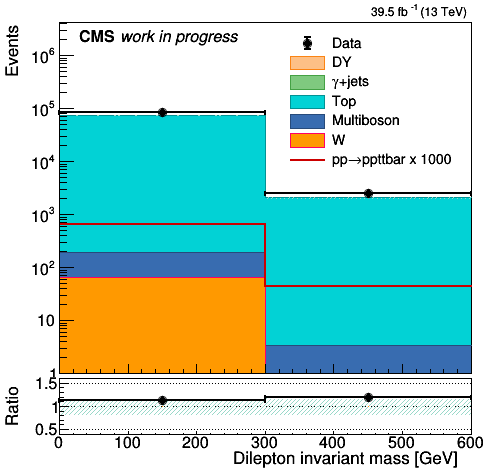 39.5 fb⁻¹ (13 TeV)
CMS work in progress
Events
10⁶
10⁵
10⁴
10³
10²
10
1
Data
DY
γ+jets
Top
Multiboson
W
pp→ppttbar x 1000
Ratio
1.5
1
0.5
0 100 200 300 400 500 600
Dilepton invariant mass [GeV]